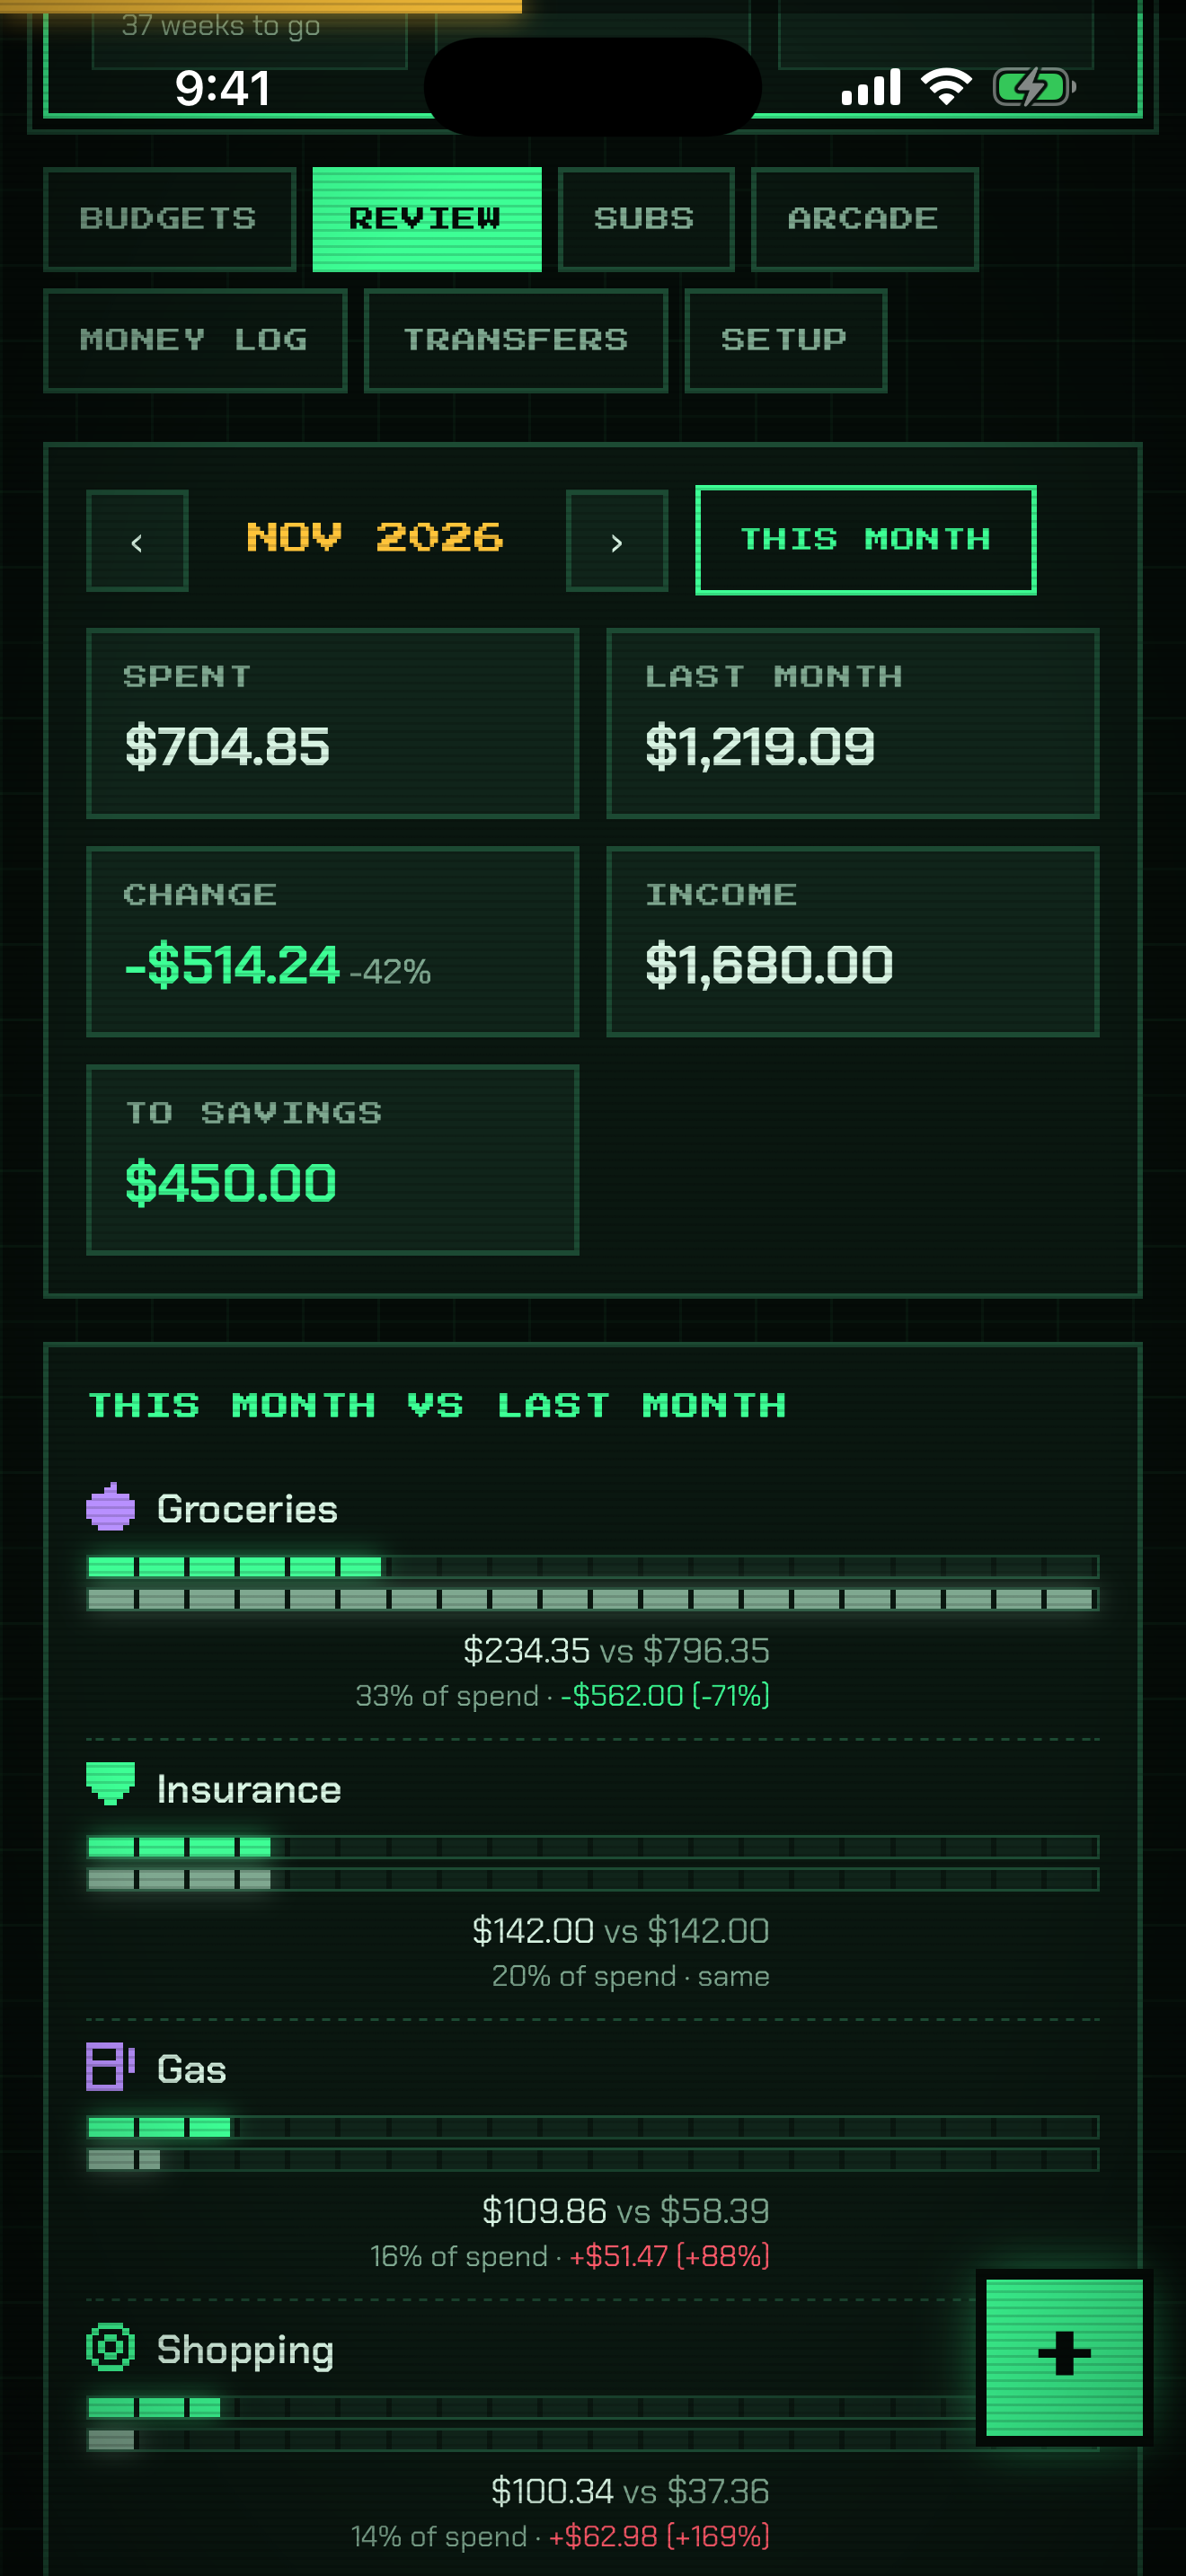 37 weeks to go
9:41
BUDGETS
REVIEW
SUBS
ARCADE
MONEY LOG
TRANSFERS
SETUP
‹
NOV 2026
›
THIS MONTH
SPENT
$704.85
LAST MONTH
$1,219.09
CHANGE
-$514.24 -42%
INCOME
$1,680.00
TO SAVINGS
$450.00
THIS MONTH VS LAST MONTH
Groceries
$234.35 vs $796.35
33% of spend · -$562.00 (-71%)
Insurance
$142.00 vs $142.00
20% of spend · same
Gas
$109.86 vs $58.39
16% of spend · +$51.47 (+88%)
Shopping
+
$100.34 vs $37.36
14% of spend · +$62.98 (+169%)